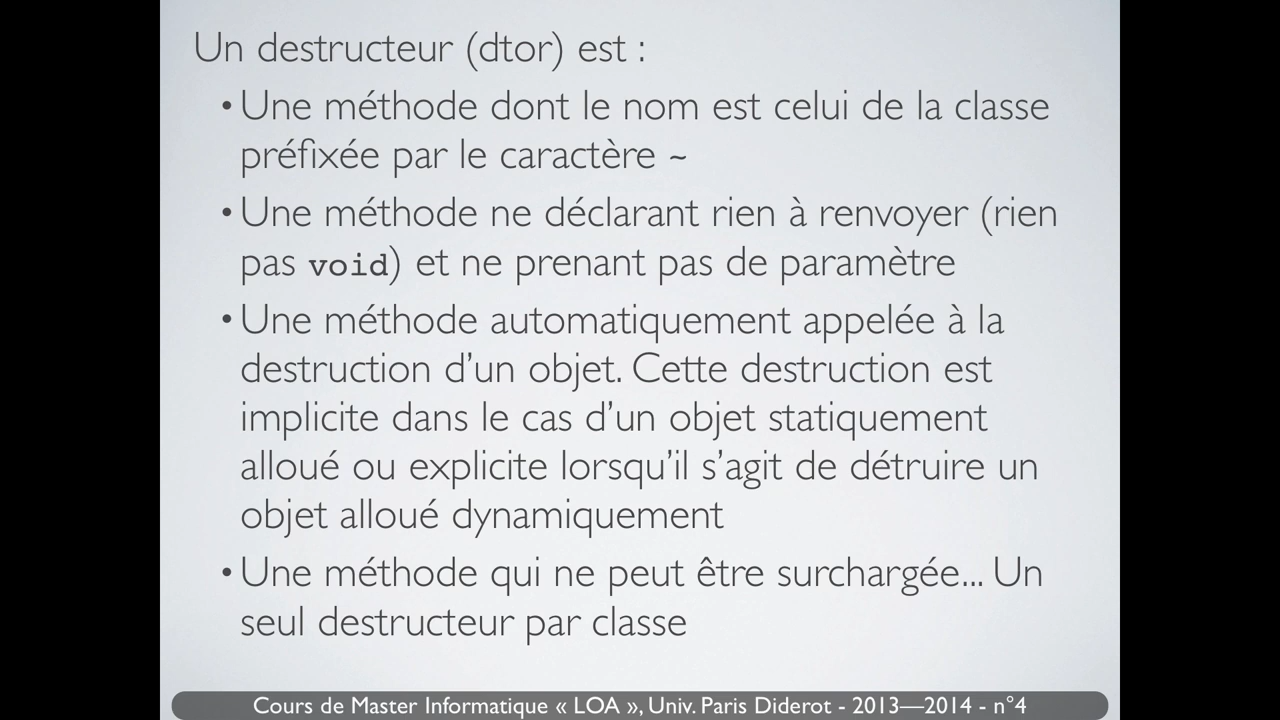 Un destructeur (dtor) est :
•Une méthode dont le nom est celui de la classe
préfixée par le caractère ~
•Une méthode ne déclarant rien à renvoyer (rien
pas void) et ne prenant pas de paramètre
•Une méthode automatiquement appelée à la
destruction d’un objet. Cette destruction est
implicite dans le cas d’un objet statiquement
alloué ou explicite lorsqu’il s’agit de détruire un
objet alloué dynamiquement
•Une méthode qui ne peut être surchargée... Un
seul destructeur par classe
Cours de Master Informatique « LOA », Univ. Paris Diderot - 2013—2014 - n°4